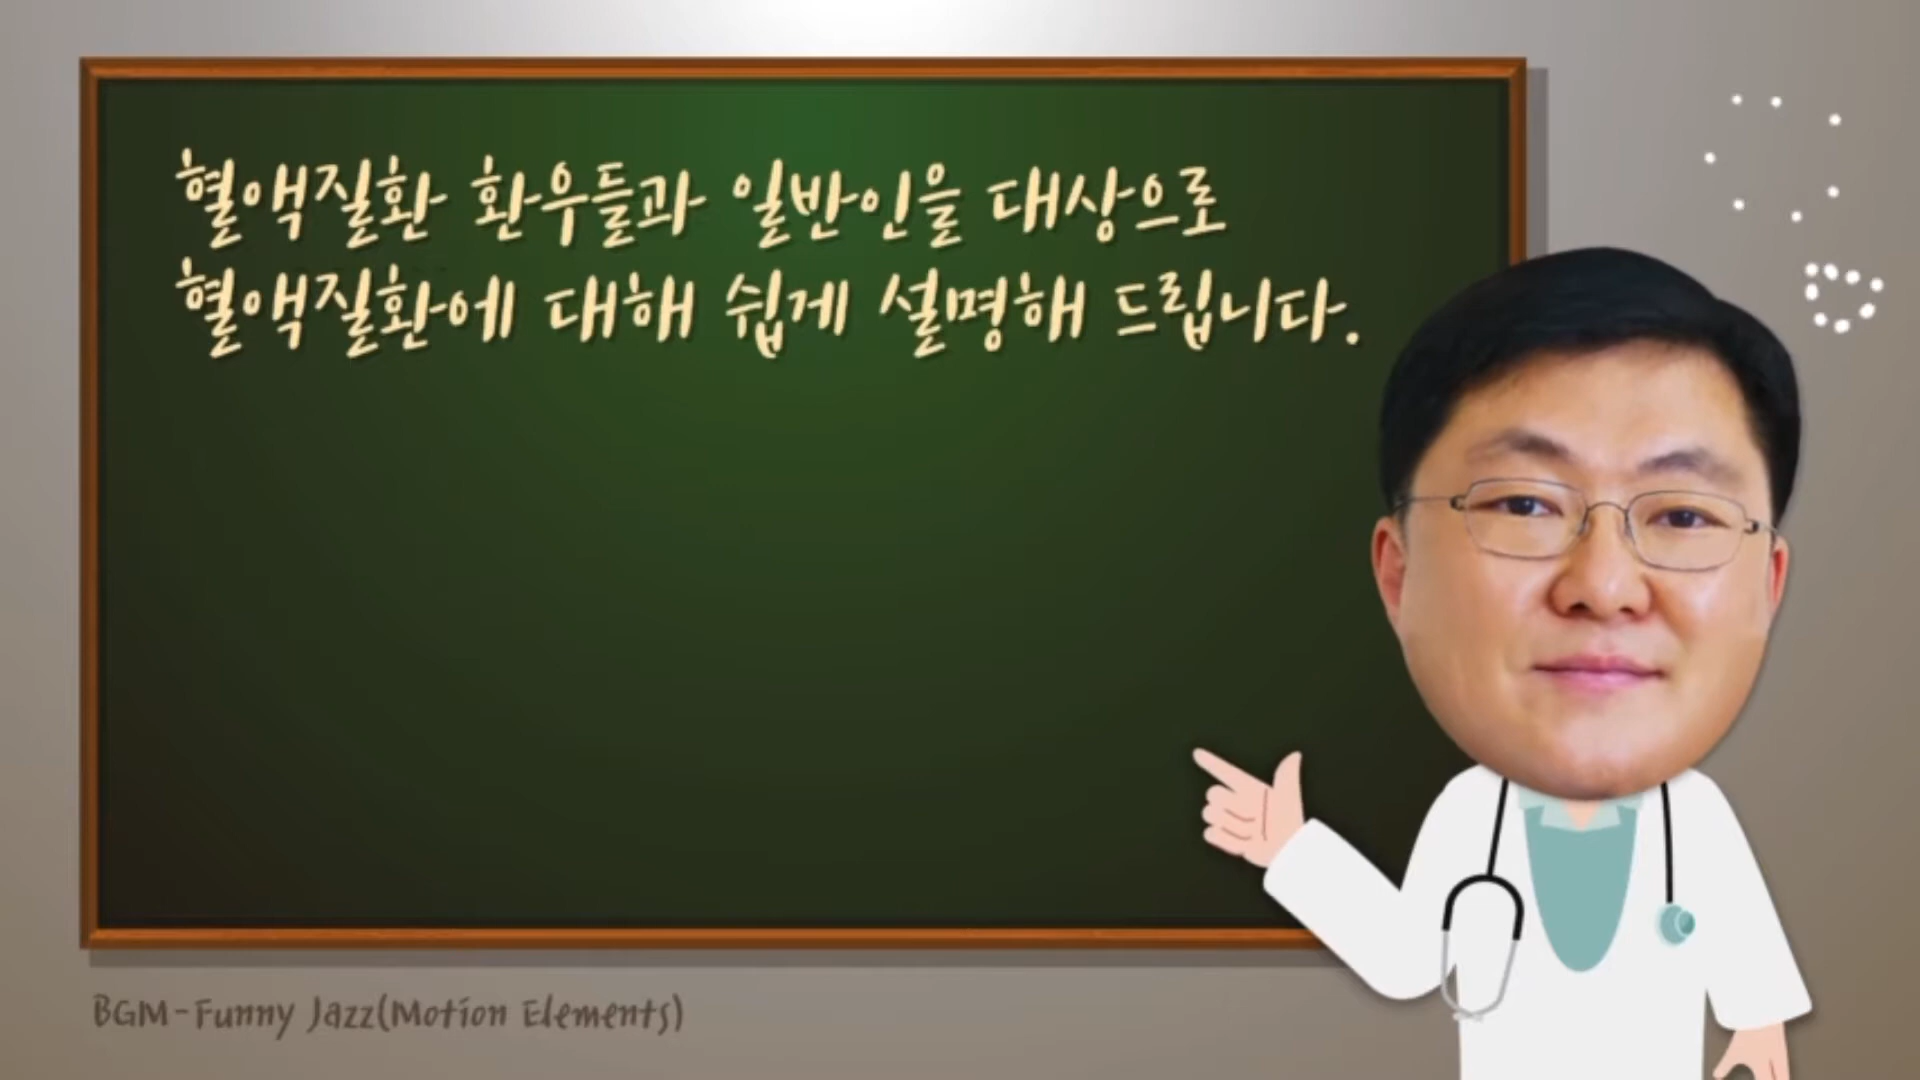 혈액질환 환우들과 일반인을 대상으로
혈액질환에 대해 쉽게 설명해 드립니다.
BGM-Funny Jazz(Motion Elements)